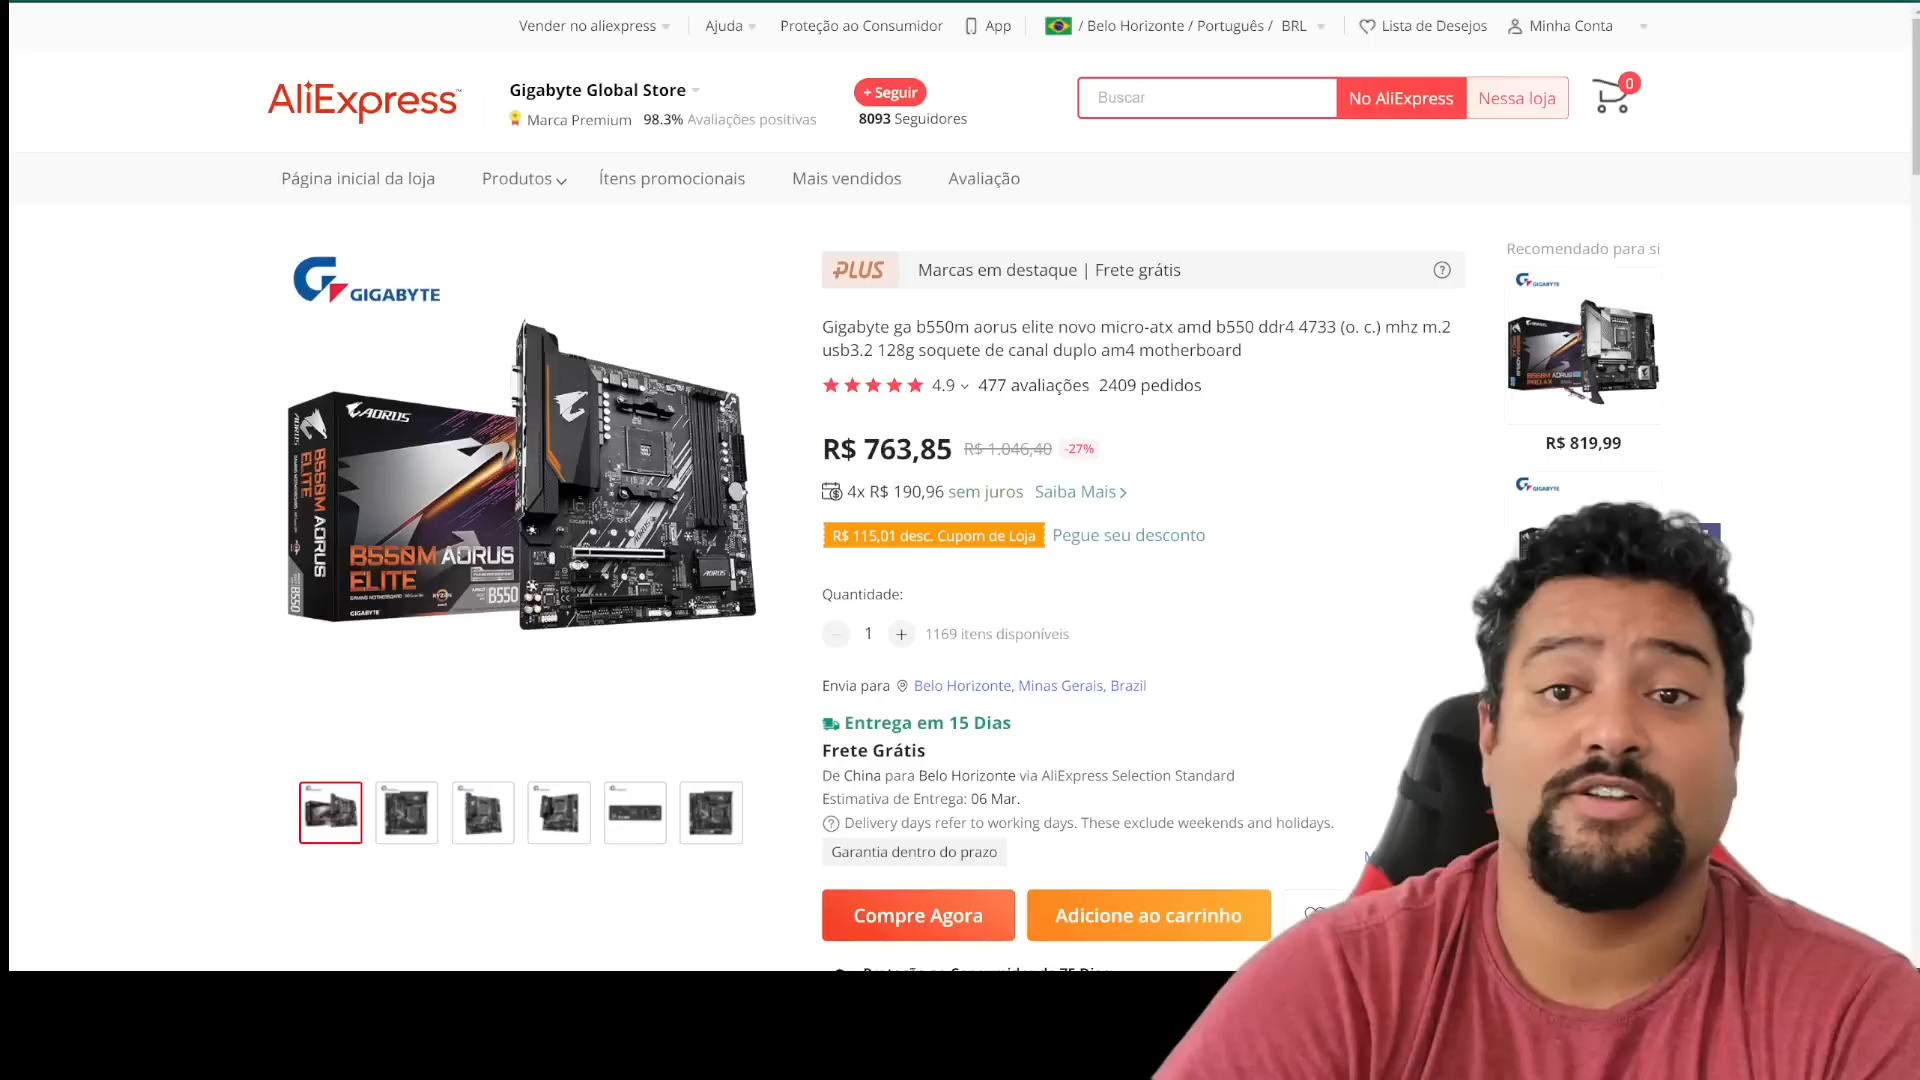 Vender no aliexpress
Ajuda
Proteção ao Consumidor
App
/ Belo Horizonte / Português / BRL
Lista de Desejos
Minha Conta
AliExpress
Gigabyte Global Store
Marca Premium 98.3% Avaliações positivas
+ Seguir
8093 Seguidores
Buscar
No AliExpress
Nessa loja
0
Página inicial da loja
Produtos
Ítens promocionais
Mais vendidos
Avaliação
GIGABYTE
AORUS
B550M AORUS ELITE
B550M AORUS
ELITE
B550
GIGABYTE
PLUS
Marcas em destaque | Frete grátis
Gigabyte ga b550m aorus elite novo micro-atx amd b550 ddr4 4733 (o. c.) mhz m.2
usb3.2 128g soquete de canal duplo am4 motherboard
4.9
477 avaliações
2409 pedidos
R$ 763,85
R$ 1.046,40
-27%
4x R$ 190,96 sem juros
Saiba Mais
R$ 115,01 desc. Cupom de Loja
Pegue seu desconto
Quantidade:
1
1169 itens disponíveis
Envia para
Belo Horizonte, Minas Gerais, Brazil
Entrega em 15 Dias
Frete Grátis
De China para Belo Horizonte via AliExpress Selection Standard
Estimativa de Entrega: 06 Mar.
Delivery days refer to working days. These exclude weekends and holidays.
Garantia dentro do prazo
Compre Agora
Adicione ao carrinho
Recomendado para si
GIGABYTE
R$ 819,99
GIGABYTE